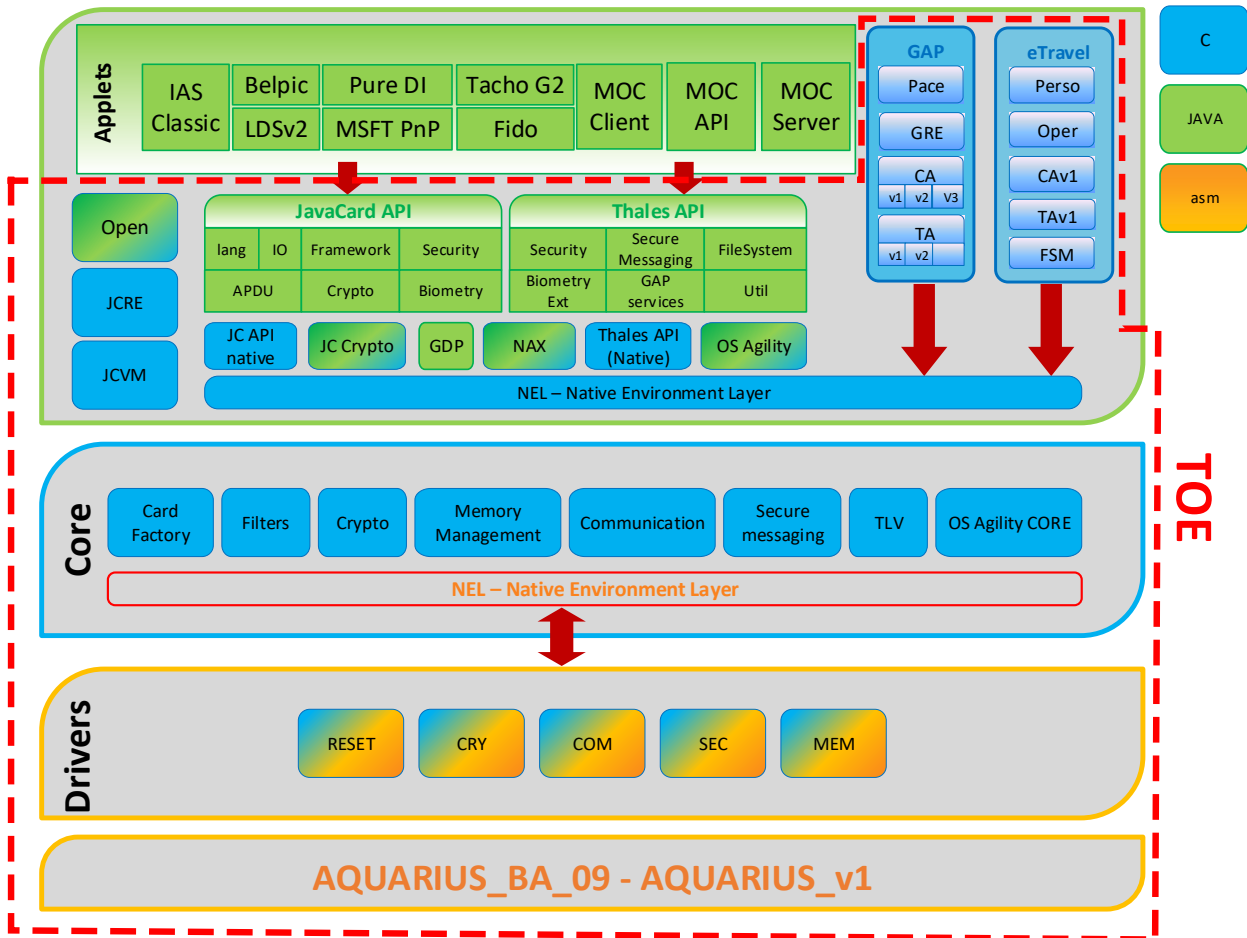 Applets
IAS
Classic
Belpic
LDSv2
Pure DI
MSFT PnP
Tacho G2
Fido
MOC
Client
MOC
API
MOC
Server
GAP
Pace
GRE
CA
v1 v2 V3
TA
v1 v2
eTravel
Perso
Oper
CAv1
TAv1
FSM
C
JAVA
asm
Open
JCRE
JCVM
JavaCard API
lang IO Framework Security
APDU Crypto Biometry
Thales API
Security
Secure
Messaging
FileSystem
Biometry
Ext
GAP
services
Util
JC API
native
JC Crypto
GDP
NAX
Thales API
(Native)
OS Agility
NEL – Native Environment Layer
TOE
Core
Card
Factory
Filters
Crypto
Memory
Management
Communication
Secure
messaging
TLV
OS Agility CORE
NEL – Native Environment Layer
Drivers
RESET
CRY
COM
SEC
MEM
AQUARIUS_BA_09 - AQUARIUS_v1